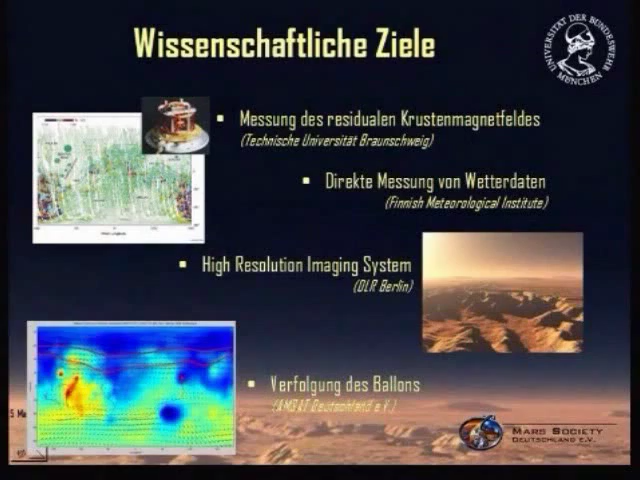 Wissenschaftliche Ziele
UNIVERSITÄT DER BUNDESWEHR MÜNCHEN
Messung des residualen Krustenmagnetfeldes
(Technische Universität Braunschweig)
Direkte Messung von Wetterdaten
(Finnish Meteorological Institute)
High Resolution Imaging System
(DLR Berlin)
Verfolgung des Ballons
(AMSAT Deutschland e.V.)
MARS SOCIETY
DEUTSCHLAND e.V.